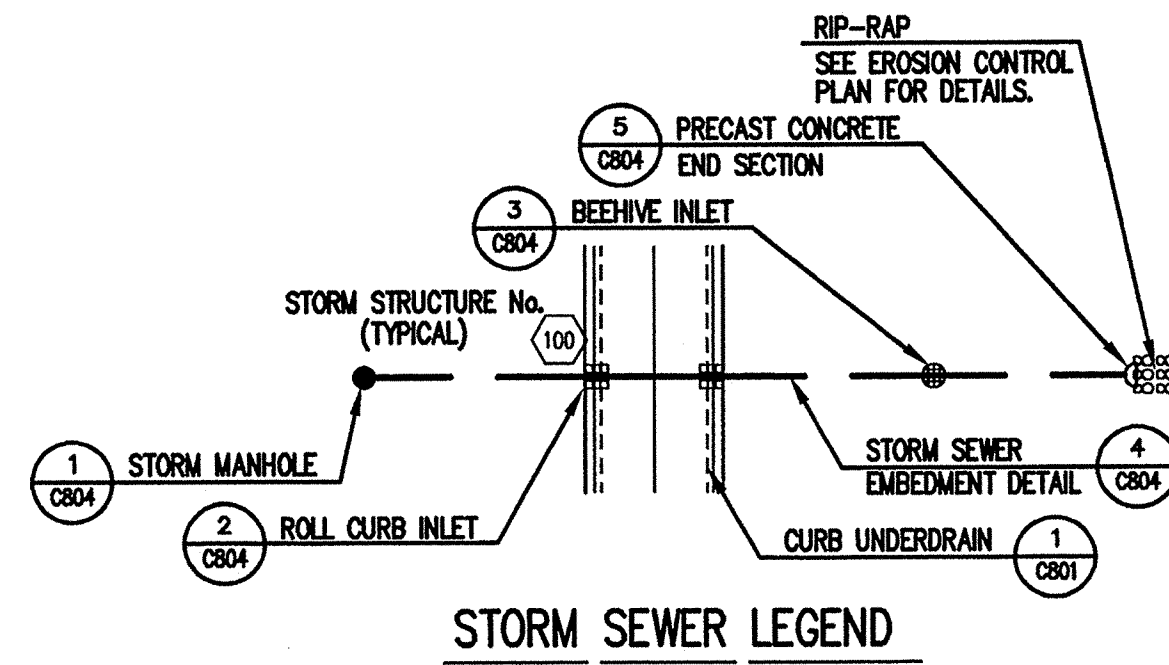 RIP-RAP
SEE EROSION CONTROL
PLAN FOR DETAILS.
5
C804
PRECAST CONCRETE
END SECTION
3
C804
BEEHIVE INLET
STORM STRUCTURE No.
(TYPICAL)
100
1
C804
STORM MANHOLE
STORM SEWER
EMBEDMENT DETAIL
4
C804
2
C804
ROLL CURB INLET
CURB UNDERDRAIN
1
C801
STORM SEWER LEGEND